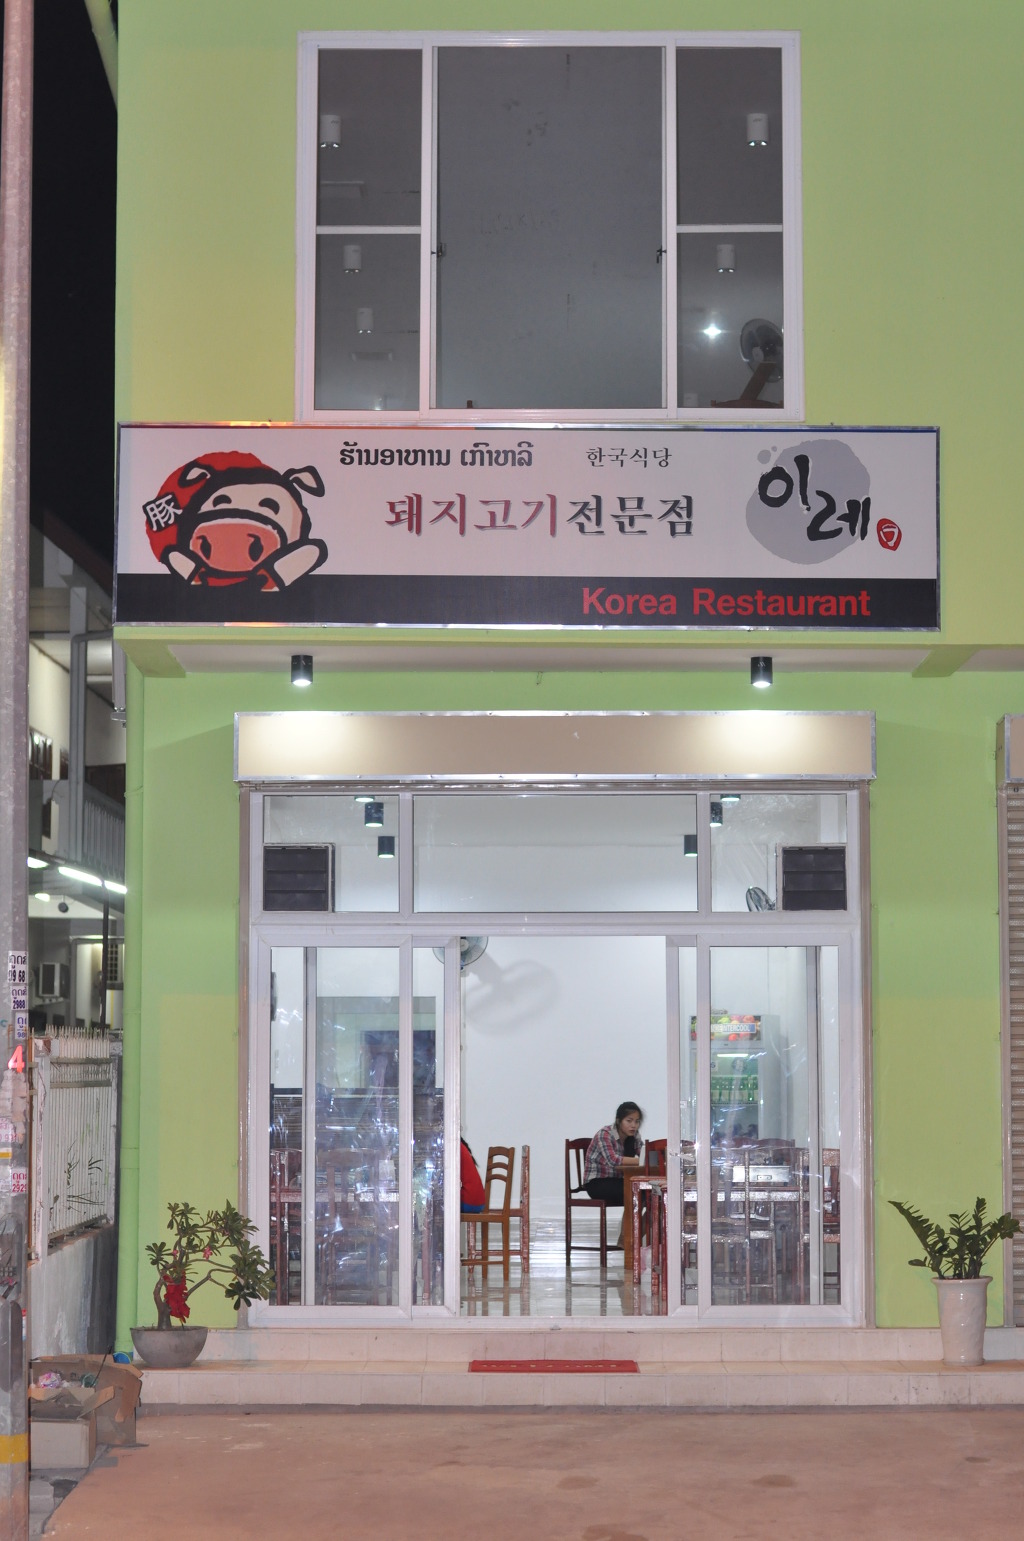 ຮ້ານອາຫານ ເກົາຫລີ 한국식당
豚
돼지고기전문점
이레
Korea Restaurant
4